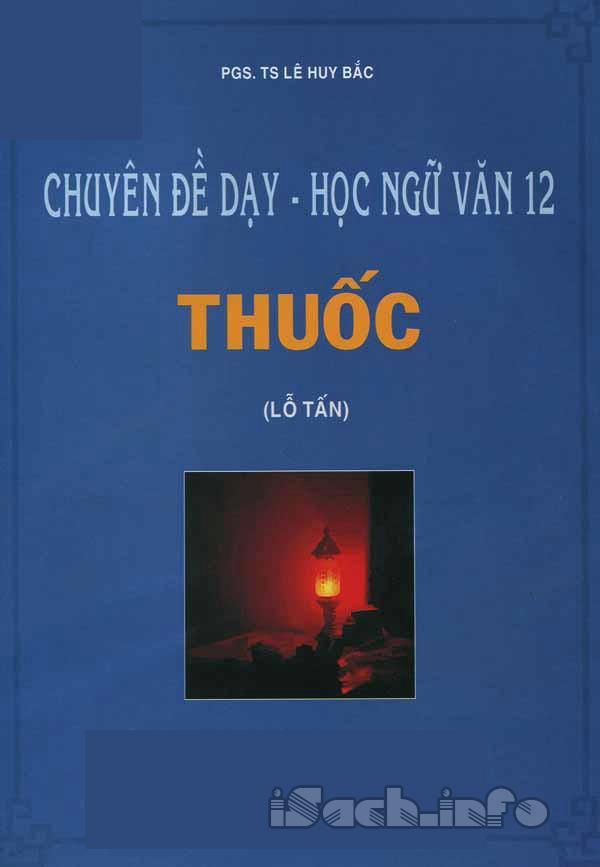 PGS. TS LÊ HUY BẮC
CHUYÊN ĐỀ DẠY - HỌC NGỮ VĂN 12
THUỐC
(LỖ TẤN)
iSach.info